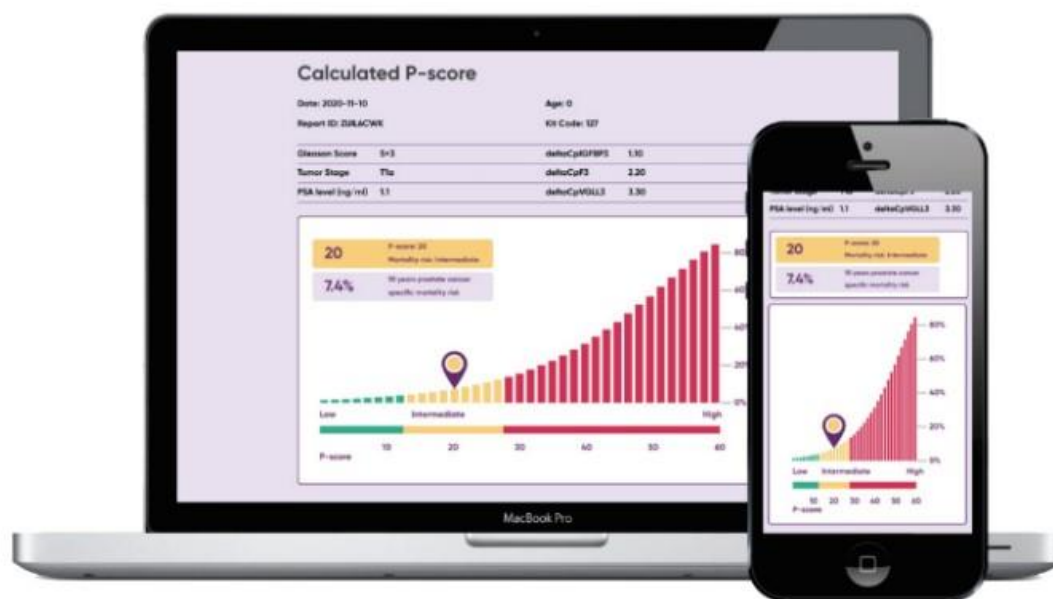 Calculated P-score
Date: 2020-11-10 Age: 0
Report ID: ZURLACWK Kit Code: 127
Gleason Score 5+3 deltaCpIGFBP3 1.10
Tumor Stage T1a deltaCpF3 2.20
PSA level (ng/ml) 1.1 deltaCpVGLL3 3.30
20 P-score: 20
Mortality risk: Intermediate
7.4% 10 years prostate cancer
specific mortality risk
80%
60%
40%
20%
0%
Low Intermediate High
10 20 30 40 50 60
P-score
MacBook Pro
PSA level (ng/ml) 1.1 deltaCpVGLL3 3.30
20 P-score: 20
Mortality risk: Intermediate
7.4% 10 years prostate cancer
specific mortality risk
80%
60%
40%
20%
0%
Low Intermediate High
10 20 30 40 50 60
P-score